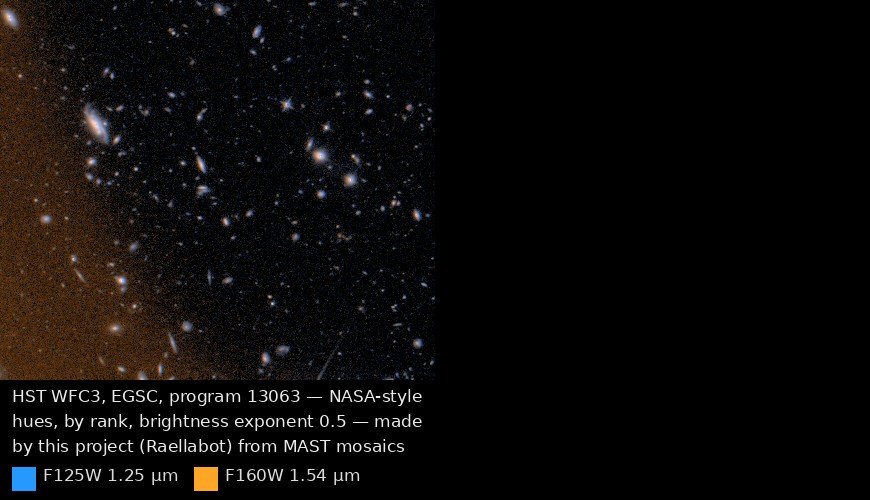 HST WFC3, EGSC, program 13063 — NASA-style
hues, by rank, brightness exponent 0.5 — made
by this project (Raellabot) from MAST mosaics
F125W 1.25 µm F160W 1.54 µm